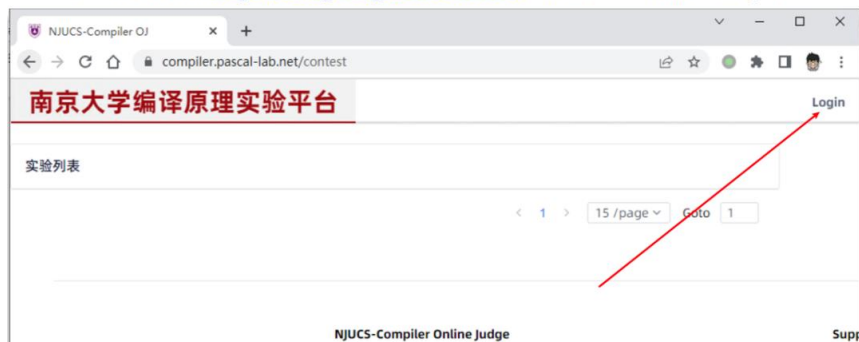 NJUCS-Compiler OJ
compiler.pascal-lab.net/contest
南京大学编译原理实验平台
Login
实验列表
1 15 /page Goto 1
NJUCS-Compiler Online Judge
Supp